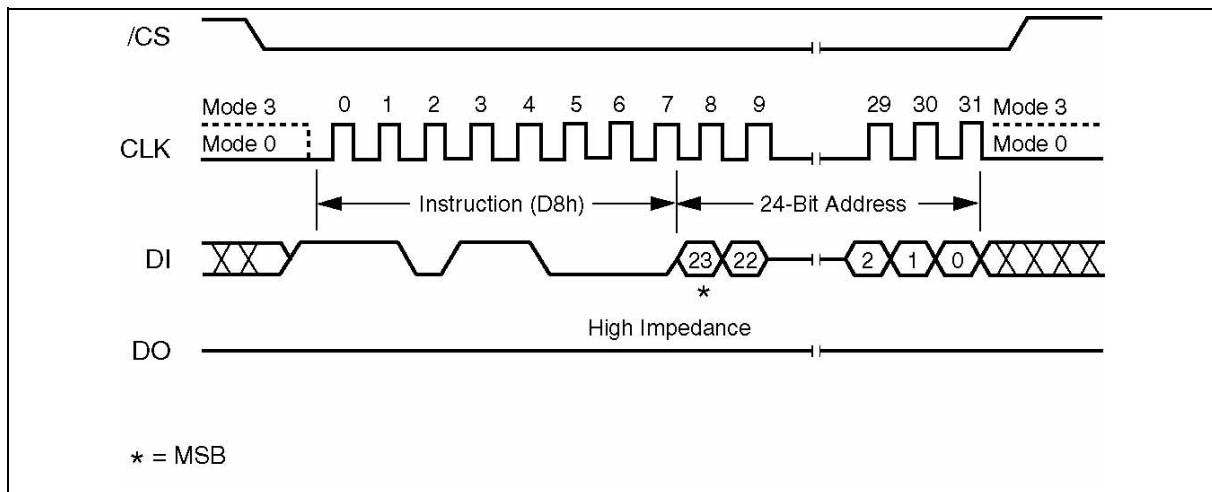 /CS
Mode 3 0 1 2 3 4 5 6 7 8 9 29 30 31 Mode 3
CLK Mode 0 Mode 0
Instruction (D8h) 24-Bit Address
DI 23 22 2 1 0
*
High Impedance
DO
* = MSB